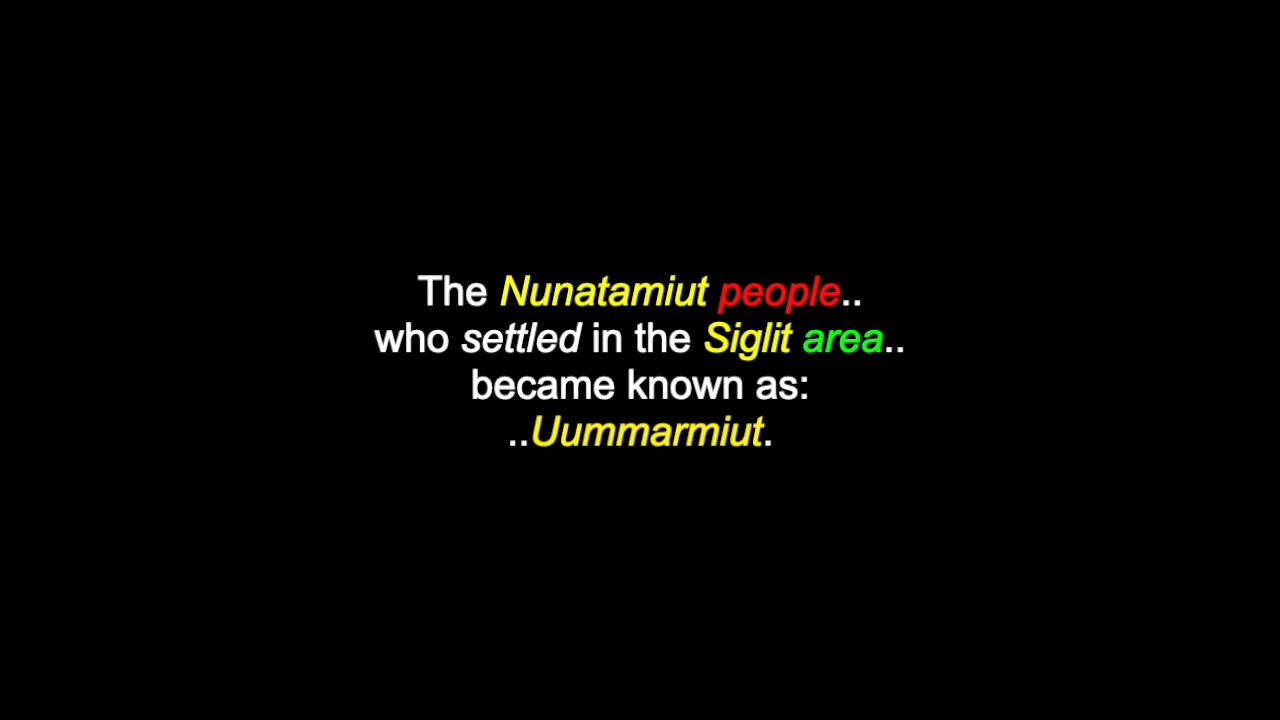 The Nunatamiut people..
who settled in the Siglit area..
became known as:
..Uummarmiut.